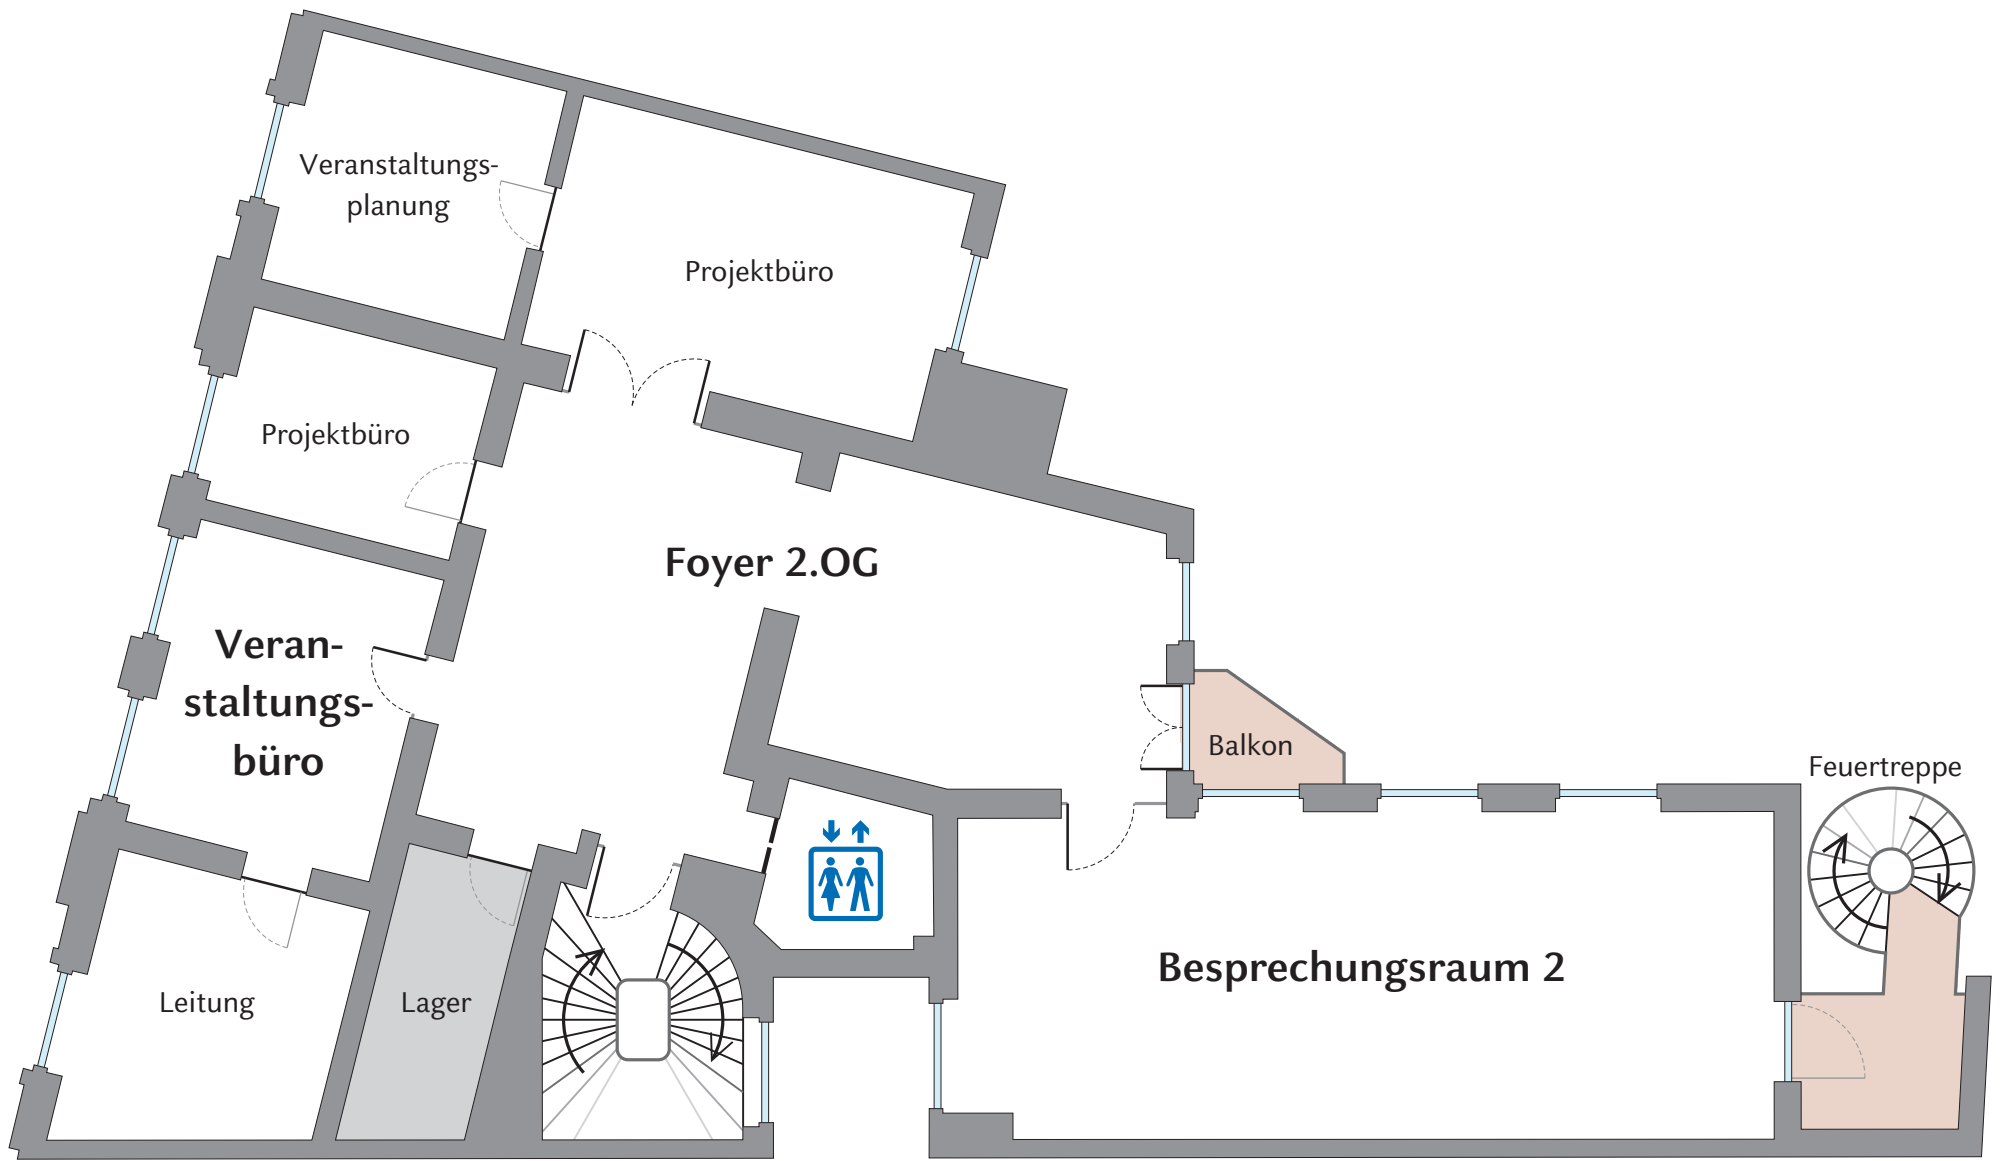 Veranstaltungs-
planung
Projektbüro
Projektbüro
Foyer 2.OG
Veran-
staltungs-
büro
Balkon
Feuertreppe
Besprechungsraum 2
Leitung
Lager